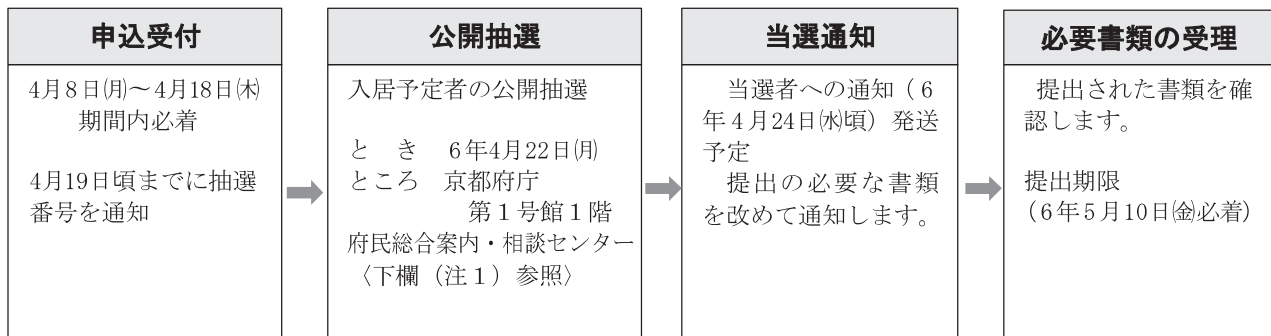 申込受付
4月8日㈪～4月18日㈭
期間内必着
4月19日頃までに抽選
番号を通知
公開抽選
入居予定者の公開抽選
と　き　6年4月22日㈪
ところ　京都府庁
第１号館１階
府民総合案内・相談センター
〈下欄（注１）参照〉
当選通知
当選者への通知（６
年４月24日㈬頃）発送
予定
提出の必要な書類
を改めて通知します。
必要書類の受理
提出された書類を確
認します。
提出期限
（6年５月10日㈮必着）